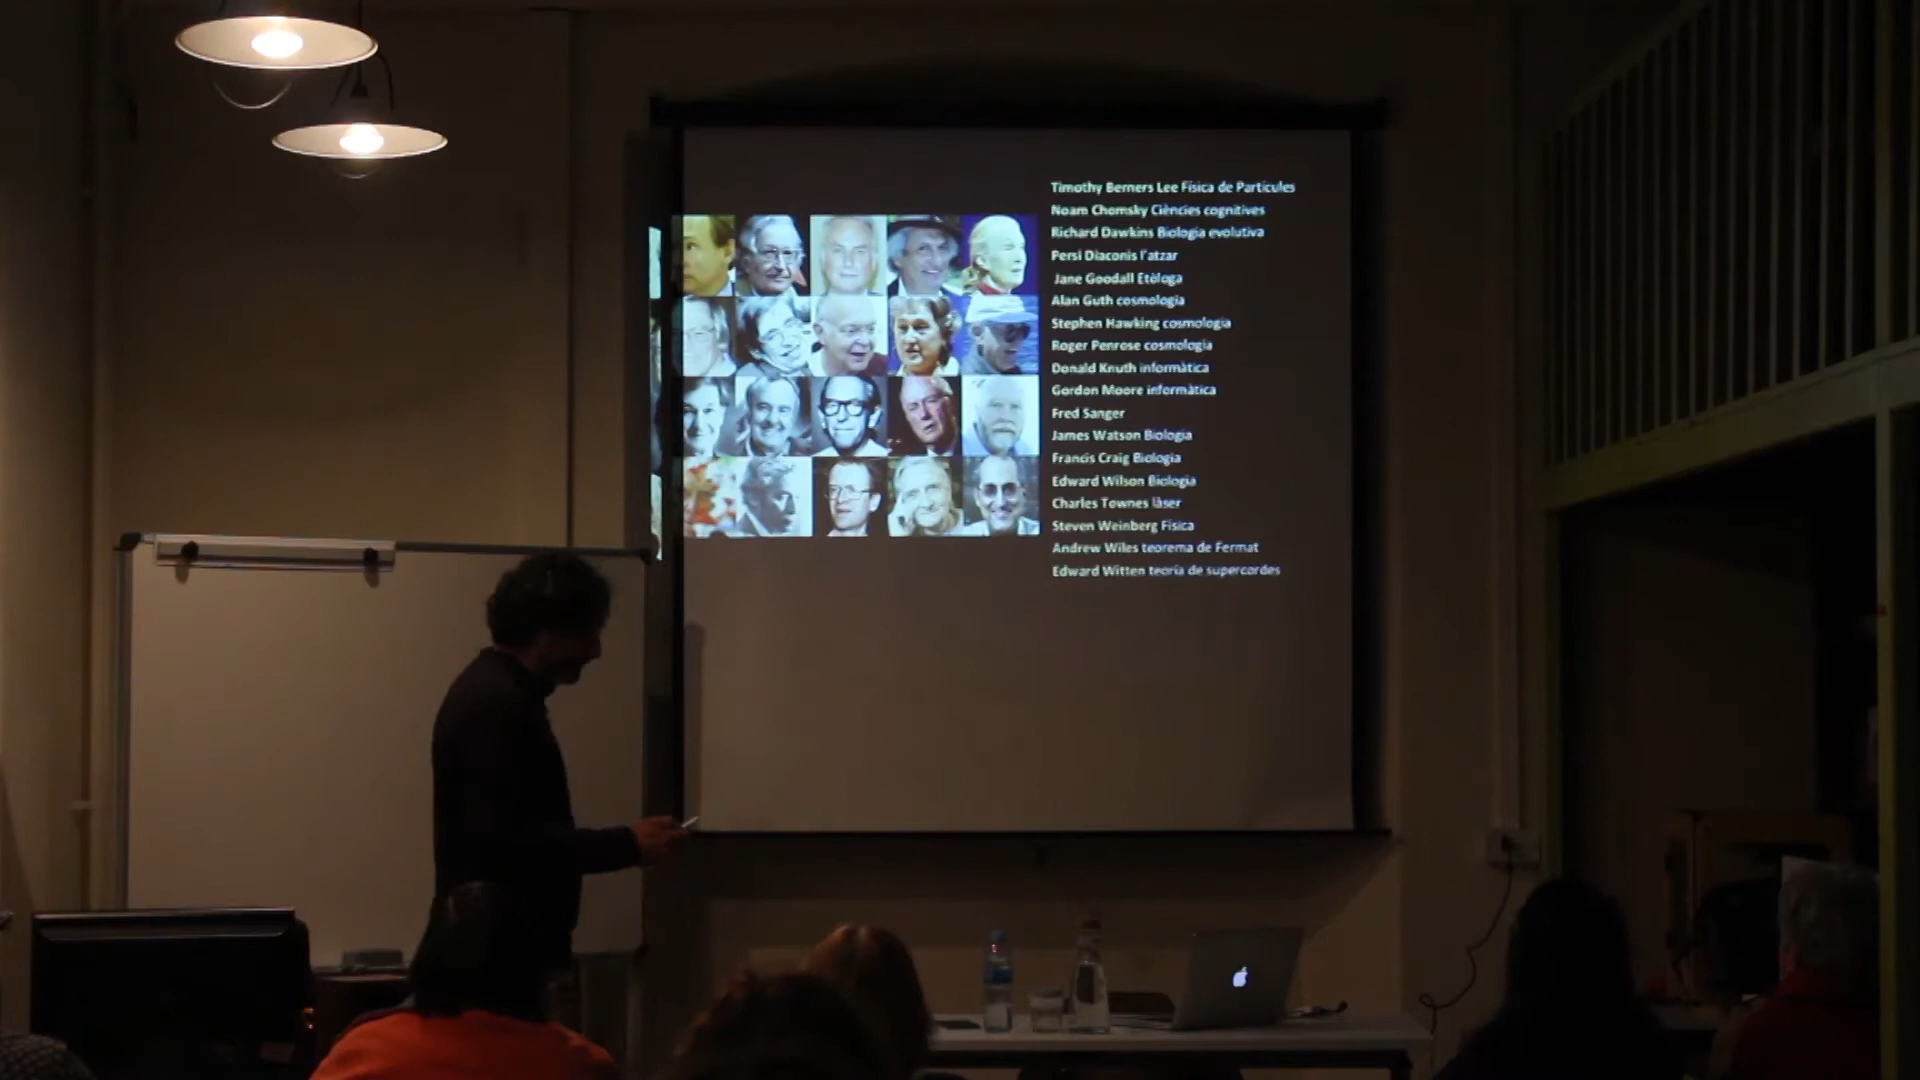 Timothy Berners Lee Física de Partícules
Noam Chomsky Ciències cognitives
Richard Dawkins Biologia evolutiva
Persi Diaconis l'atzar
Jane Goodall Etòloga
Alan Guth cosmologia
Stephen Hawking cosmologia
Roger Penrose cosmologia
Donald Knuth informàtica
Gordon Moore informàtica
Fred Sanger
James Watson Biologia
Francis Craig Biologia
Edward Wilson Biologia
Charles Townes làser
Steven Weinberg Física
Andrew Wiles teorema de Fermat
Edward Witten teoria de supercordes